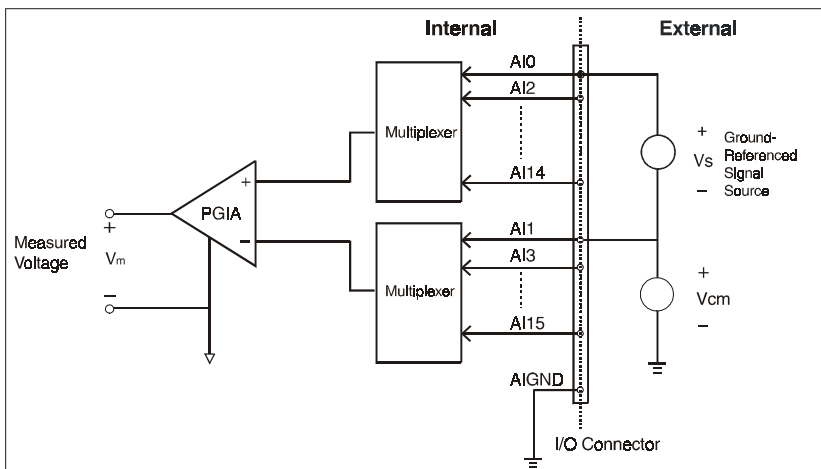 Internal
External
AI0
AI2
Multiplexer
AI14
+
Vs
−
Ground-
Referenced
Signal
Source
+
PGIA
−
Measured
Voltage
+
Vm
−
AI1
AI3
Multiplexer
AI15
+
Vcm
−
AIGND
I/O Connector